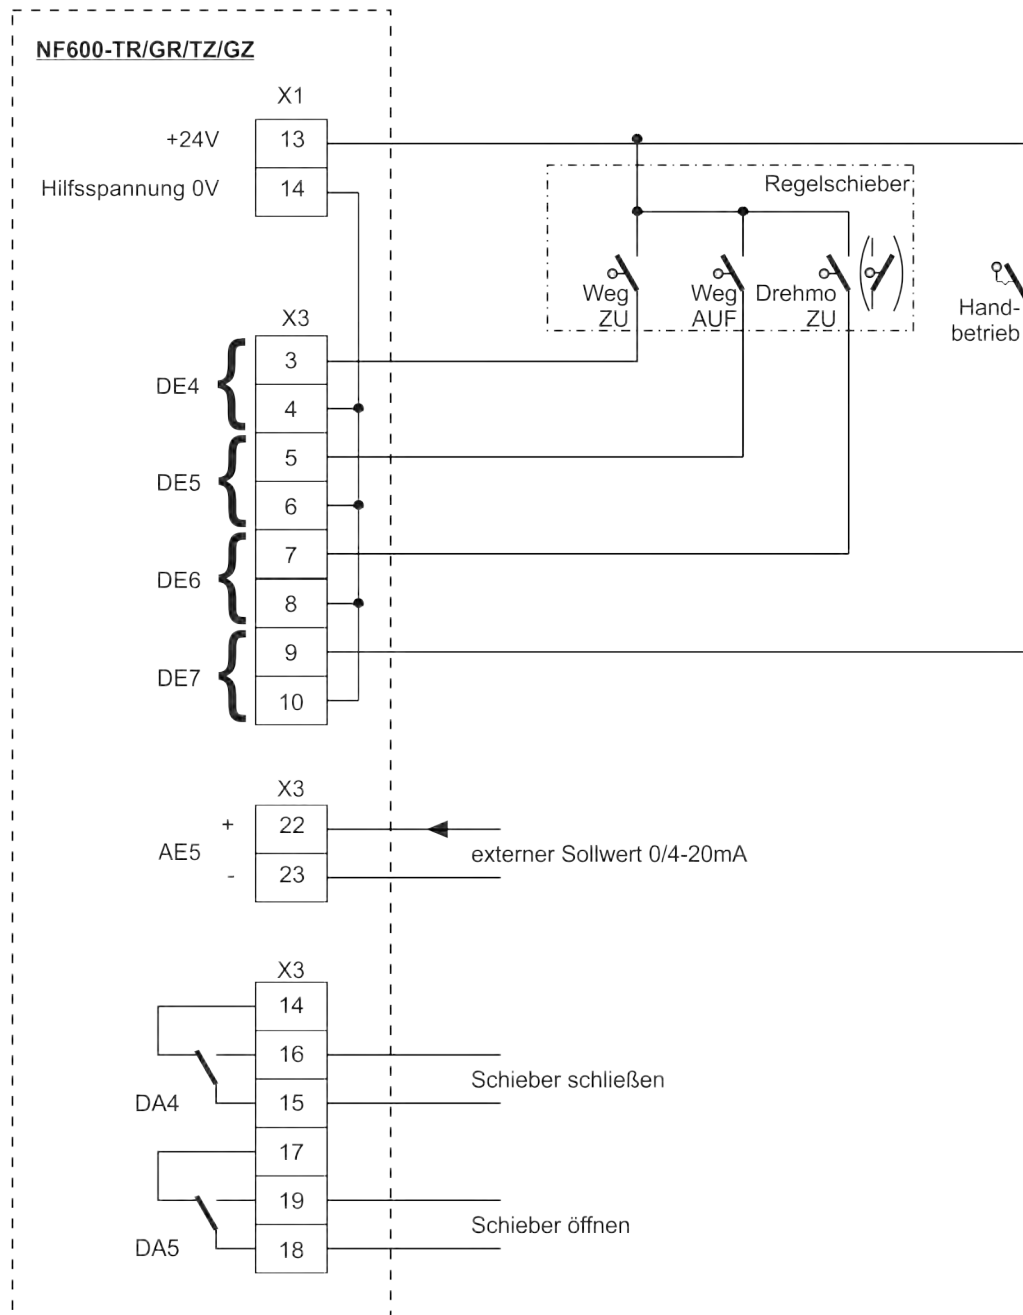 NF600-TR/GR/TZ/GZ
X1
+24V 13
Hilfsspannung 0V 14
Regelschieber
Weg
ZU
Weg
AUF
Drehmo
ZU
Hand-
betrieb
X3
DE4
3
4
DE5
5
6
DE6
7
8
DE7
9
10
X3
+ 22
AE5
- 23
externer Sollwert 0/4-20mA
X3
14
16
Schieber schließen
DA4 15
17
19
Schieber öffnen
DA5 18